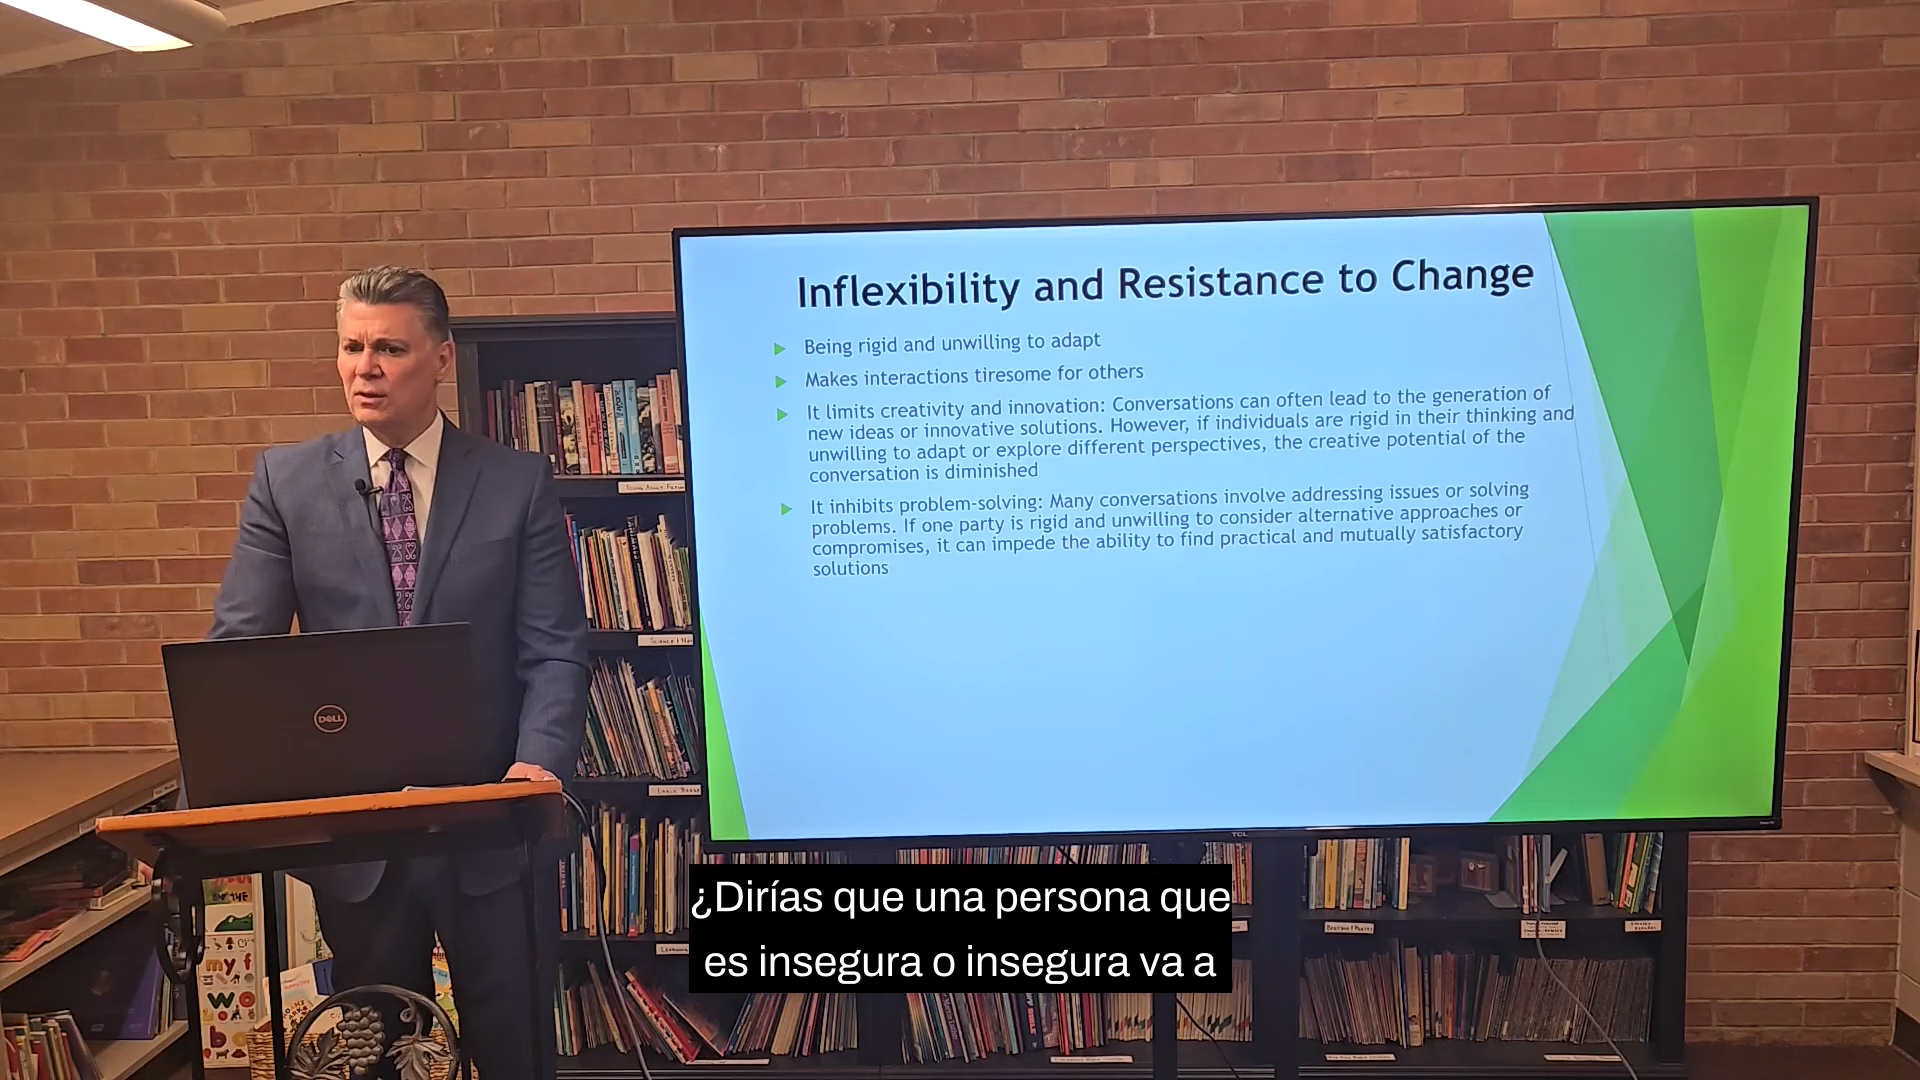 Inflexibility and Resistance to Change
Being rigid and unwilling to adapt
Makes interactions tiresome for others
It limits creativity and innovation: Conversations can often lead to the generation of
new ideas or innovative solutions. However, if individuals are rigid in their thinking and
unwilling to adapt or explore different perspectives, the creative potential of the
conversation is diminished
It inhibits problem-solving: Many conversations involve addressing issues or solving
problems. If one party is rigid and unwilling to consider alternative approaches or
compromises, it can impede the ability to find practical and mutually satisfactory
solutions
DELL
TCL
¿Dirías que una persona que
es insegura o insegura va a